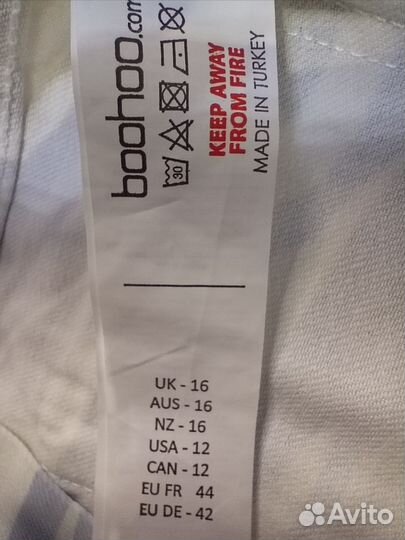 boohoo.com
30
KEEP AWAY
FROM FIRE
MADE IN TURKEY
UK - 16
AUS - 16
NZ - 16
USA - 12
CAN - 12
EU FR 44
EU DE - 42
Avito